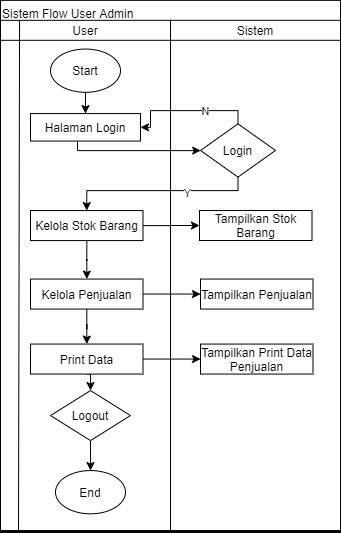 Sistem Flow User Admin
User
Sistem
Start
Halaman Login
N
Login
Y
Kelola Stok Barang
Tampilkan Stok
Barang
Kelola Penjualan
Tampilkan Penjualan
Print Data
Tampilkan Print Data
Penjualan
Logout
End